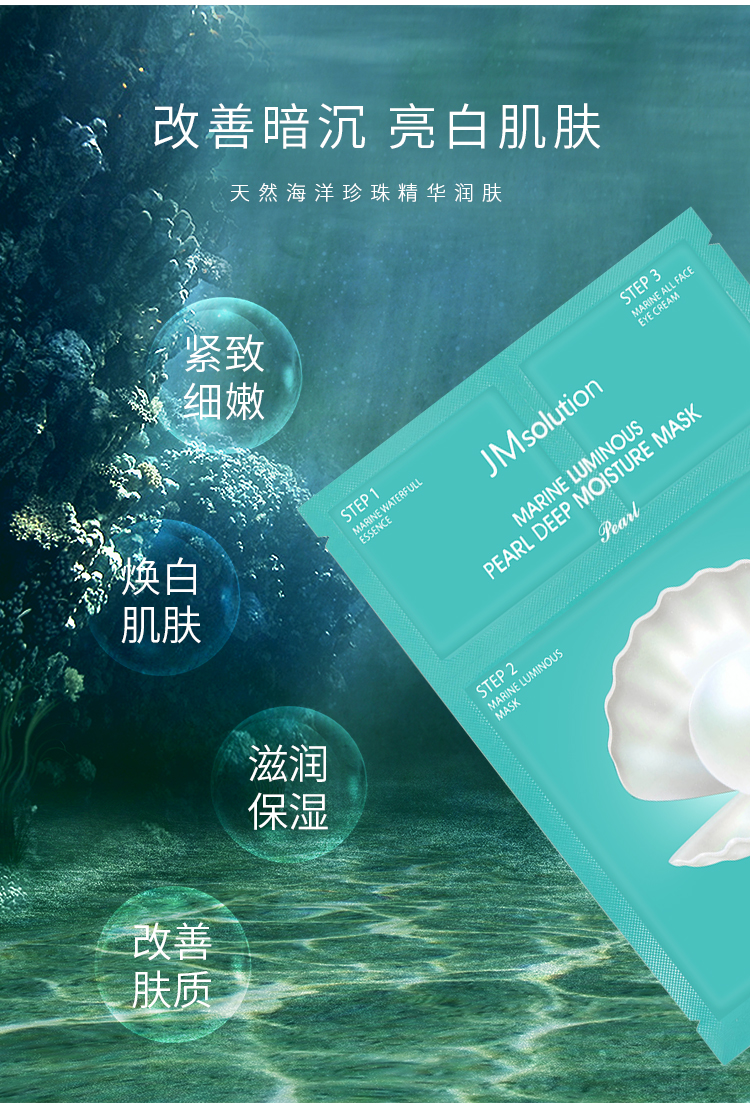 改善暗沉 亮白肌肤
天然海洋珍珠精华润肤
紧致
细嫩
焕白
肌肤
滋润
保湿
改善
肤质
STEP 3
MARINE ALL FACE
EYE CREAM
JMsolution
MARINE LUMINOUS
PEARL DEEP MOISTURE MASK
Pearl
STEP 1
MARINE WATERFULL
ESSENCE
STEP 2
MARINE LUMINOUS
MASK